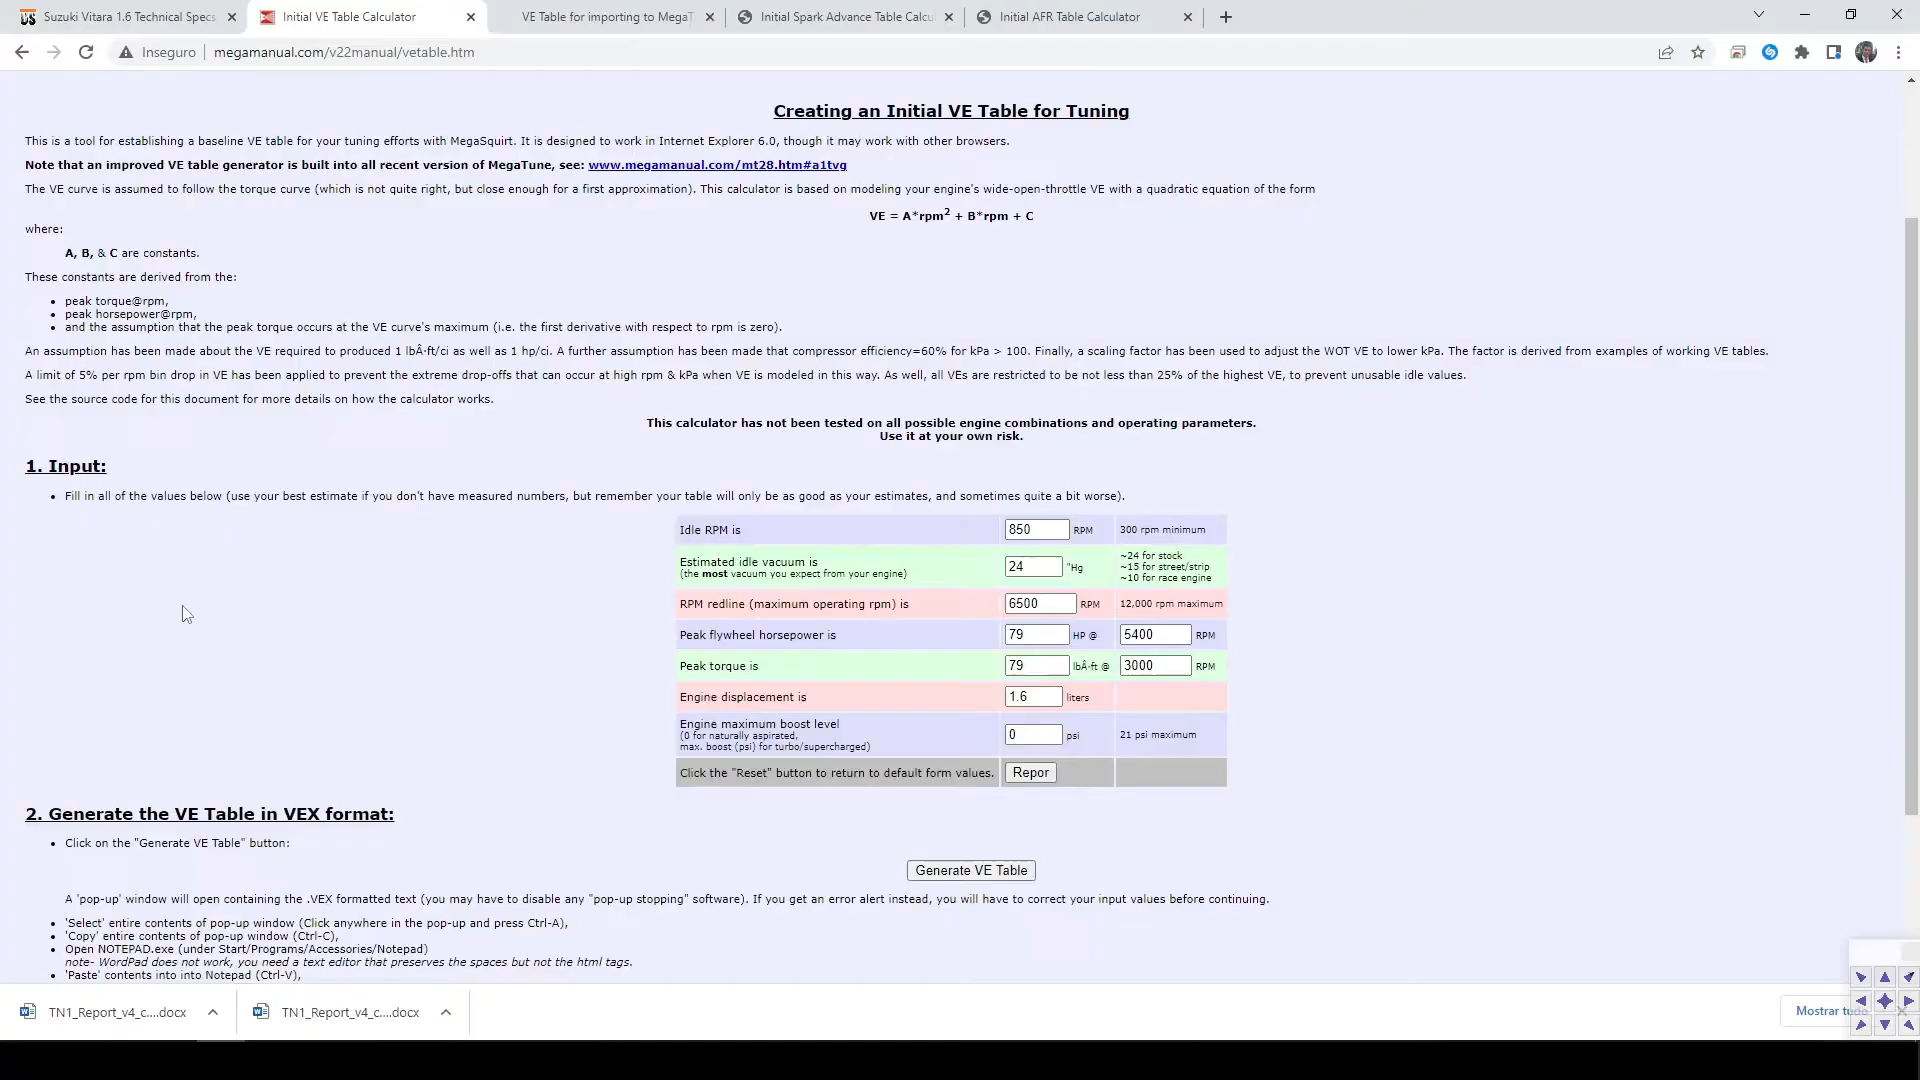 Suzuki Vitara 1.6 Technical Specs
Initial VE Table Calculator
VE Table for importing to MegaT
Initial Spark Advance Table Calcu
Initial AFR Table Calculator
Inseguro
megamanual.com/v22manual/vetable.htm
Creating an Initial VE Table for Tuning
This is a tool for establishing a baseline VE table for your tuning efforts with MegaSquirt. It is designed to work in Internet Explorer 6.0, though it may work with other browsers.
Note that an improved VE table generator is built into all recent version of MegaTune, see: www.megamanual.com/mt28.htm#a1tvg
The VE curve is assumed to follow the torque curve (which is not quite right, but close enough for a first approximation). This calculator is based on modeling your engine's wide-open-throttle VE with a quadratic equation of the form
VE = A*rpm² + B*rpm + C
where:
A, B, & C are constants.
These constants are derived from the:
• peak torque@rpm,
• peak horsepower@rpm,
• and the assumption that the peak torque occurs at the VE curve's maximum (i.e. the first derivative with respect to rpm is zero).
An assumption has been made about the VE required to produced 1 lbÂ·ft/ci as well as 1 hp/ci. A further assumption has been made that compressor efficiency=60% for kPa > 100. Finally, a scaling factor has been used to adjust the WOT VE to lower kPa. The factor is derived from examples of working VE tables.
A limit of 5% per rpm bin drop in VE has been applied to prevent the extreme drop-offs that can occur at high rpm & kPa when VE is modeled in this way. As well, all VEs are restricted to be not less than 25% of the highest VE, to prevent unusable idle values.
See the source code for this document for more details on how the calculator works.
This calculator has not been tested on all possible engine combinations and operating parameters.
Use it at your own risk.
1. Input:
• Fill in all of the values below (use your best estimate if you don't have measured numbers, but remember your table will only be as good as your estimates, and sometimes quite a bit worse).
Idle RPM is 850 RPM 300 rpm minimum
Estimated idle vacuum is
(the most vacuum you expect from your engine)
24 "Hg
~24 for stock
~15 for street/strip
~10 for race engine
RPM redline (maximum operating rpm) is 6500 RPM 12,000 rpm maximum
Peak flywheel horsepower is 79 HP @ 5400 RPM
Peak torque is 79 lbÂ·ft @ 3000 RPM
Engine displacement is 1.6 liters
Engine maximum boost level
(0 for naturally aspirated,
max. boost (psi) for turbo/supercharged)
0 psi 21 psi maximum
Click the "Reset" button to return to default form values. Repor
2. Generate the VE Table in VEX format:
• Click on the "Generate VE Table" button:
Generate VE Table
A 'pop-up' window will open containing the .VEX formatted text (you may have to disable any "pop-up stopping" software). If you get an error alert instead, you will have to correct your input values before continuing.
• 'Select' entire contents of pop-up window (Click anywhere in the pop-up and press Ctrl-A),
• 'Copy' entire contents of pop-up window (Ctrl-C),
• Open NOTEPAD.exe (under Start/Programs/Accessories/Notepad)
note- WordPad does not work, you need a text editor that preserves the spaces but not the html tags.
• 'Paste' contents into into Notepad (Ctrl-V),
TN1_Report_v4_c....docx
TN1_Report_v4_c....docx
Mostrar tudo